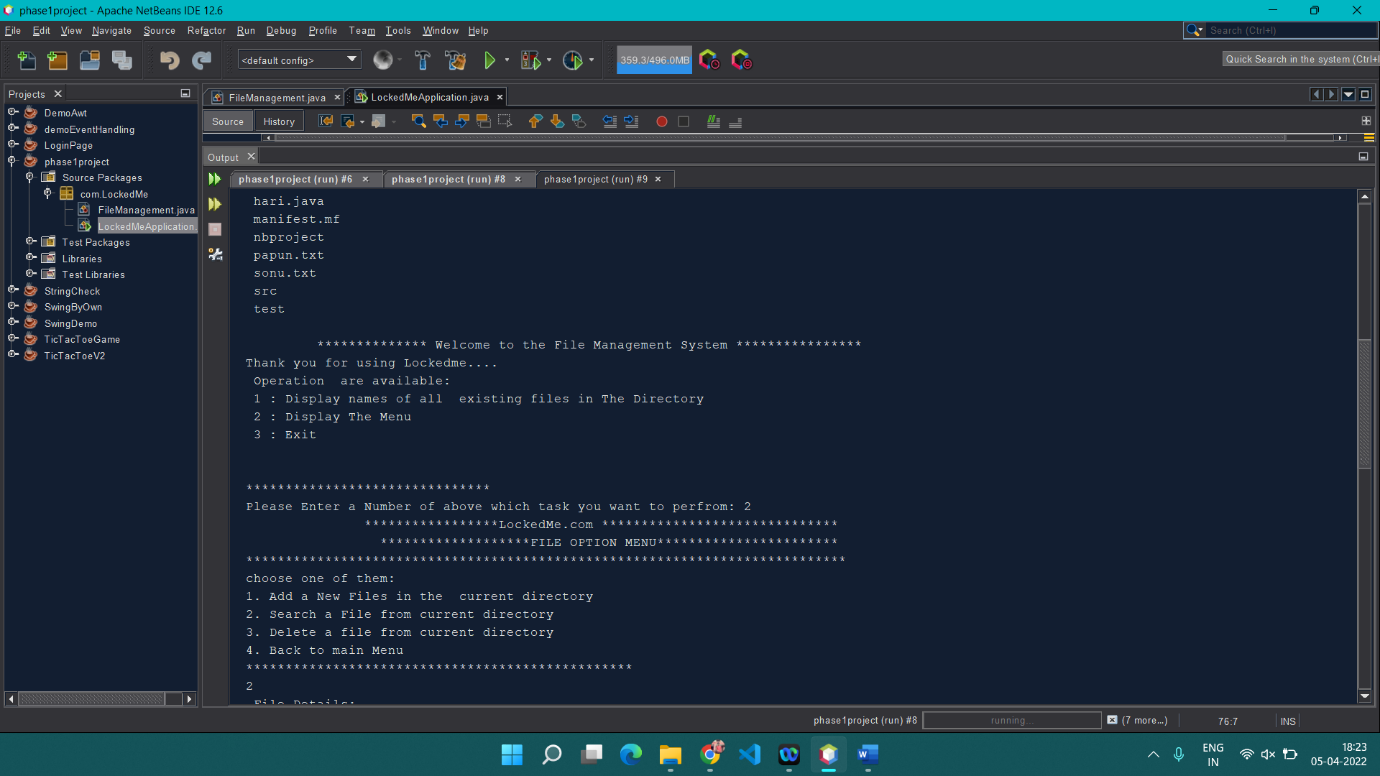 phase1project - Apache NetBeans IDE 12.6
File Edit View Navigate Source Refactor Run Debug Profile Team Tools Window Help
Search (Ctrl+I)
<default config>
359.3/496.0MB
Quick Search in the system (Ctrl+I
Projects
FileManagement.java
LockedMeApplication.java
DemoAwt
demoEventHandling
LoginPage
phase1project
Source Packages
com.LockedMe
FileManagement.java
LockedMeApplication.
Test Packages
Libraries
Test Libraries
StringCheck
SwingByOwn
SwingDemo
TicTacToeGame
TicTacToeV2
Source History
Output
phase1project (run) #6
phase1project (run) #8
phase1project (run) #9
hari.java
manifest.mf
nbproject
papun.txt
sonu.txt
src
test
************** Welcome to the File Management System ****************
Thank you for using Lockedme....
Operation  are available:
1 : Display names of all  existing files in The Directory
2 : Display The Menu
3 : Exit
*******************************
Please Enter a Number of above which task you want to perfrom: 2
*****************LockedMe.com ******************************
*******************FILE OPTION MENU***********************
****************************************************************************
choose one of them:
1. Add a New Files in the  current directory
2. Search a File from current directory
3. Delete a file from current directory
4. Back to main Menu
*************************************************
2
File Details:
phase1project (run) #8
running...
(7 more...)
76:7
INS
W
ENG
IN
18:23
05-04-2022